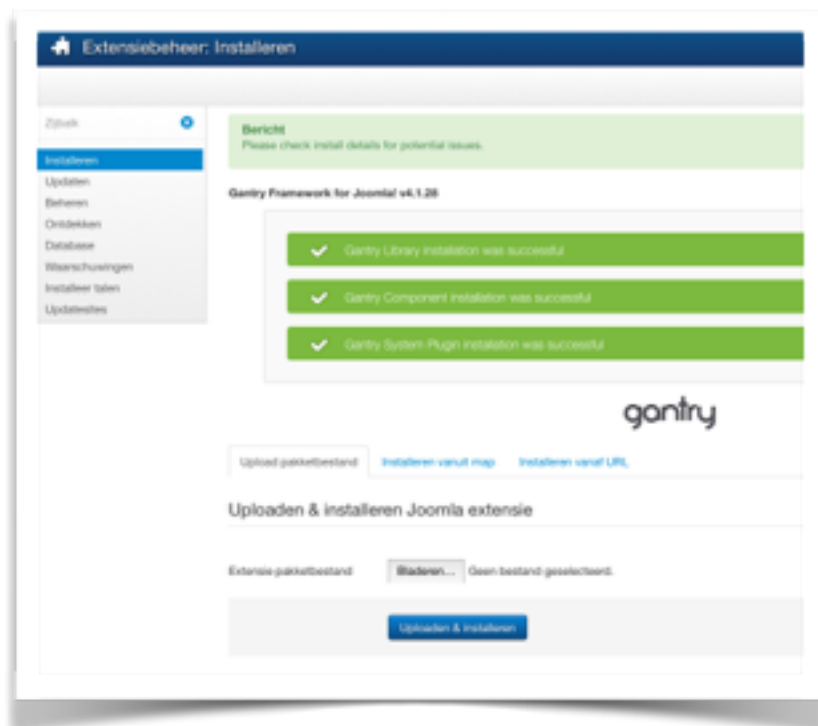 Extensiebeheer: Installeren
Zijbalk
Installeren
Updaten
Beheren
Ontdekken
Database
Waarschuwingen
Installeer talen
Updatesites
Bericht
Please check install details for potential issues.
Gantry Framework for Joomla! v4.1.28
Gantry Library installation was successful
Gantry Component installation was successful
Gantry System Plugin installation was successful
gantry
Upload pakketbestand Installeren vanuit map Installeren vanaf URL
Uploaden & installeren Joomla extensie
Extensie pakketbestand Bladeren... Geen bestand geselecteerd.
Uploaden & installeren